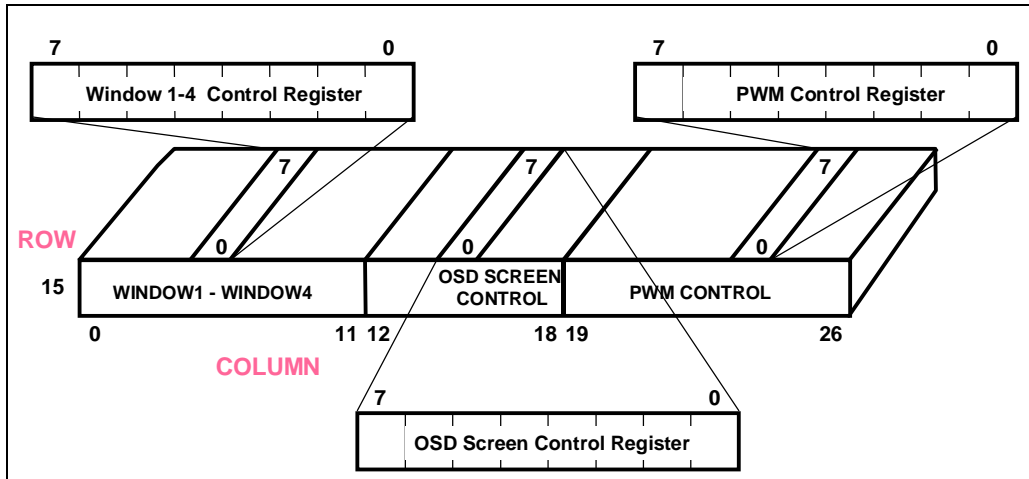 7 0
Window 1-4 Control Register
7 0
PWM Control Register
7 7 7
ROW
0 0 0
15
WINDOW1 - WINDOW4
OSD SCREEN
CONTROL
PWM CONTROL
0 11 12 18 19 26
COLUMN
7 0
OSD Screen Control Register